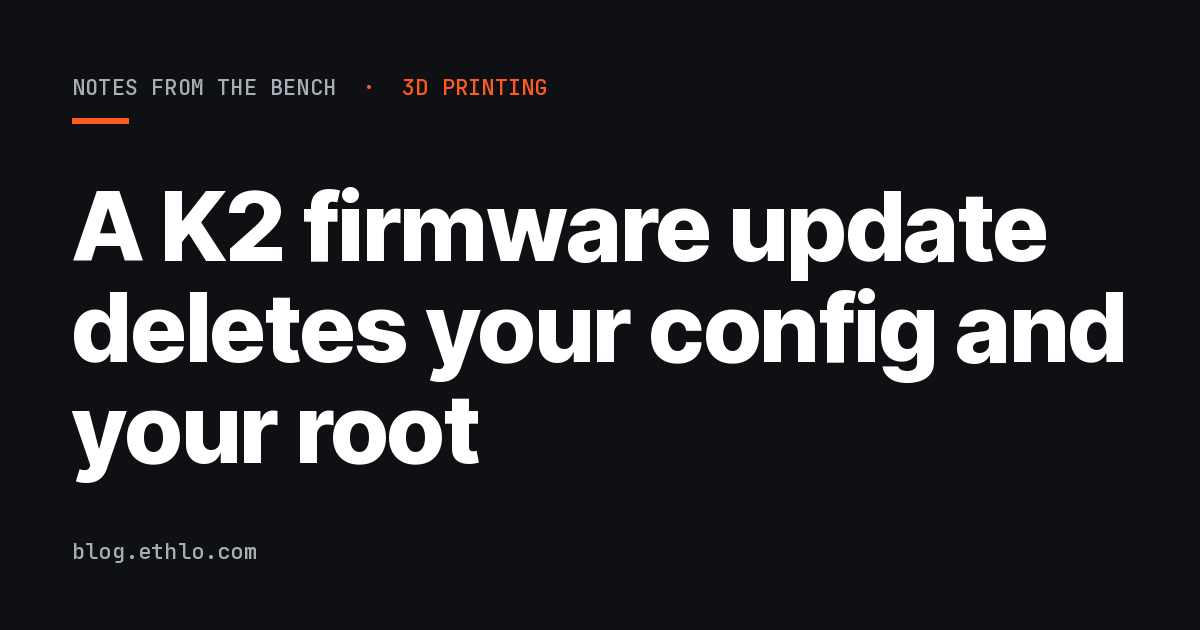 NOTES FROM THE BENCH · 3D PRINTING
A K2 firmware update
deletes your config and
your root
blog.ethlo.com